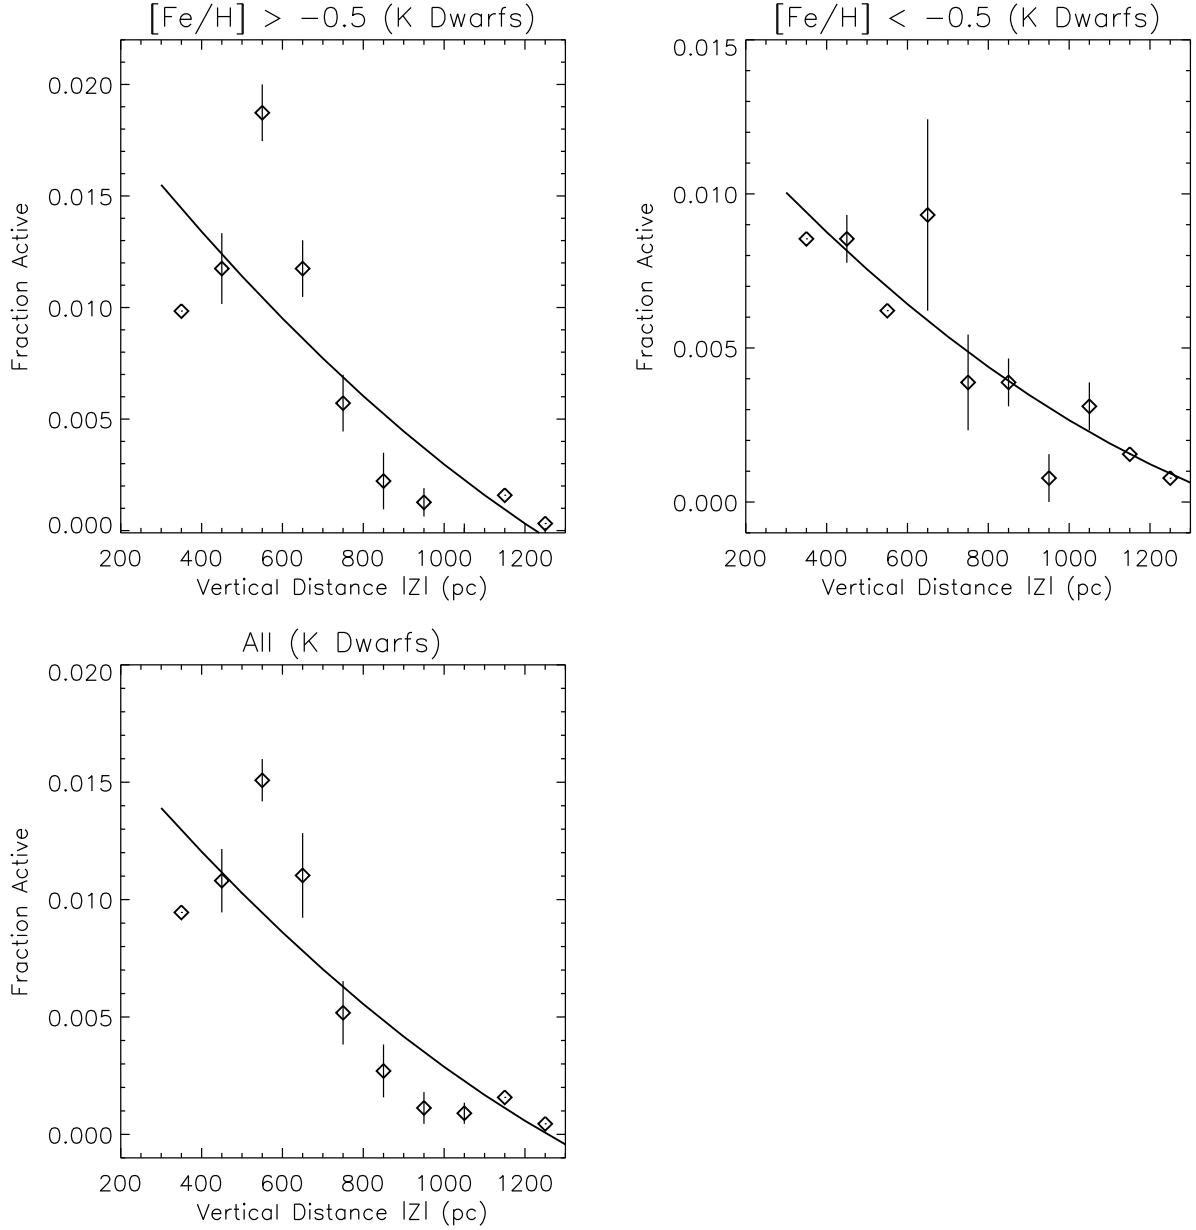 [Fe/H] > −0.5 (K Dwarfs)
0.020
0.015
0.010
0.005
0.000
Fraction Active
200 400 600 800 1000 1200
Vertical Distance |Z| (pc)
[Fe/H] < −0.5 (K Dwarfs)
0.015
0.010
0.005
0.000
Fraction Active
200 400 600 800 1000 1200
Vertical Distance |Z| (pc)
All (K Dwarfs)
0.020
0.015
0.010
0.005
0.000
Fraction Active
200 400 600 800 1000 1200
Vertical Distance |Z| (pc)